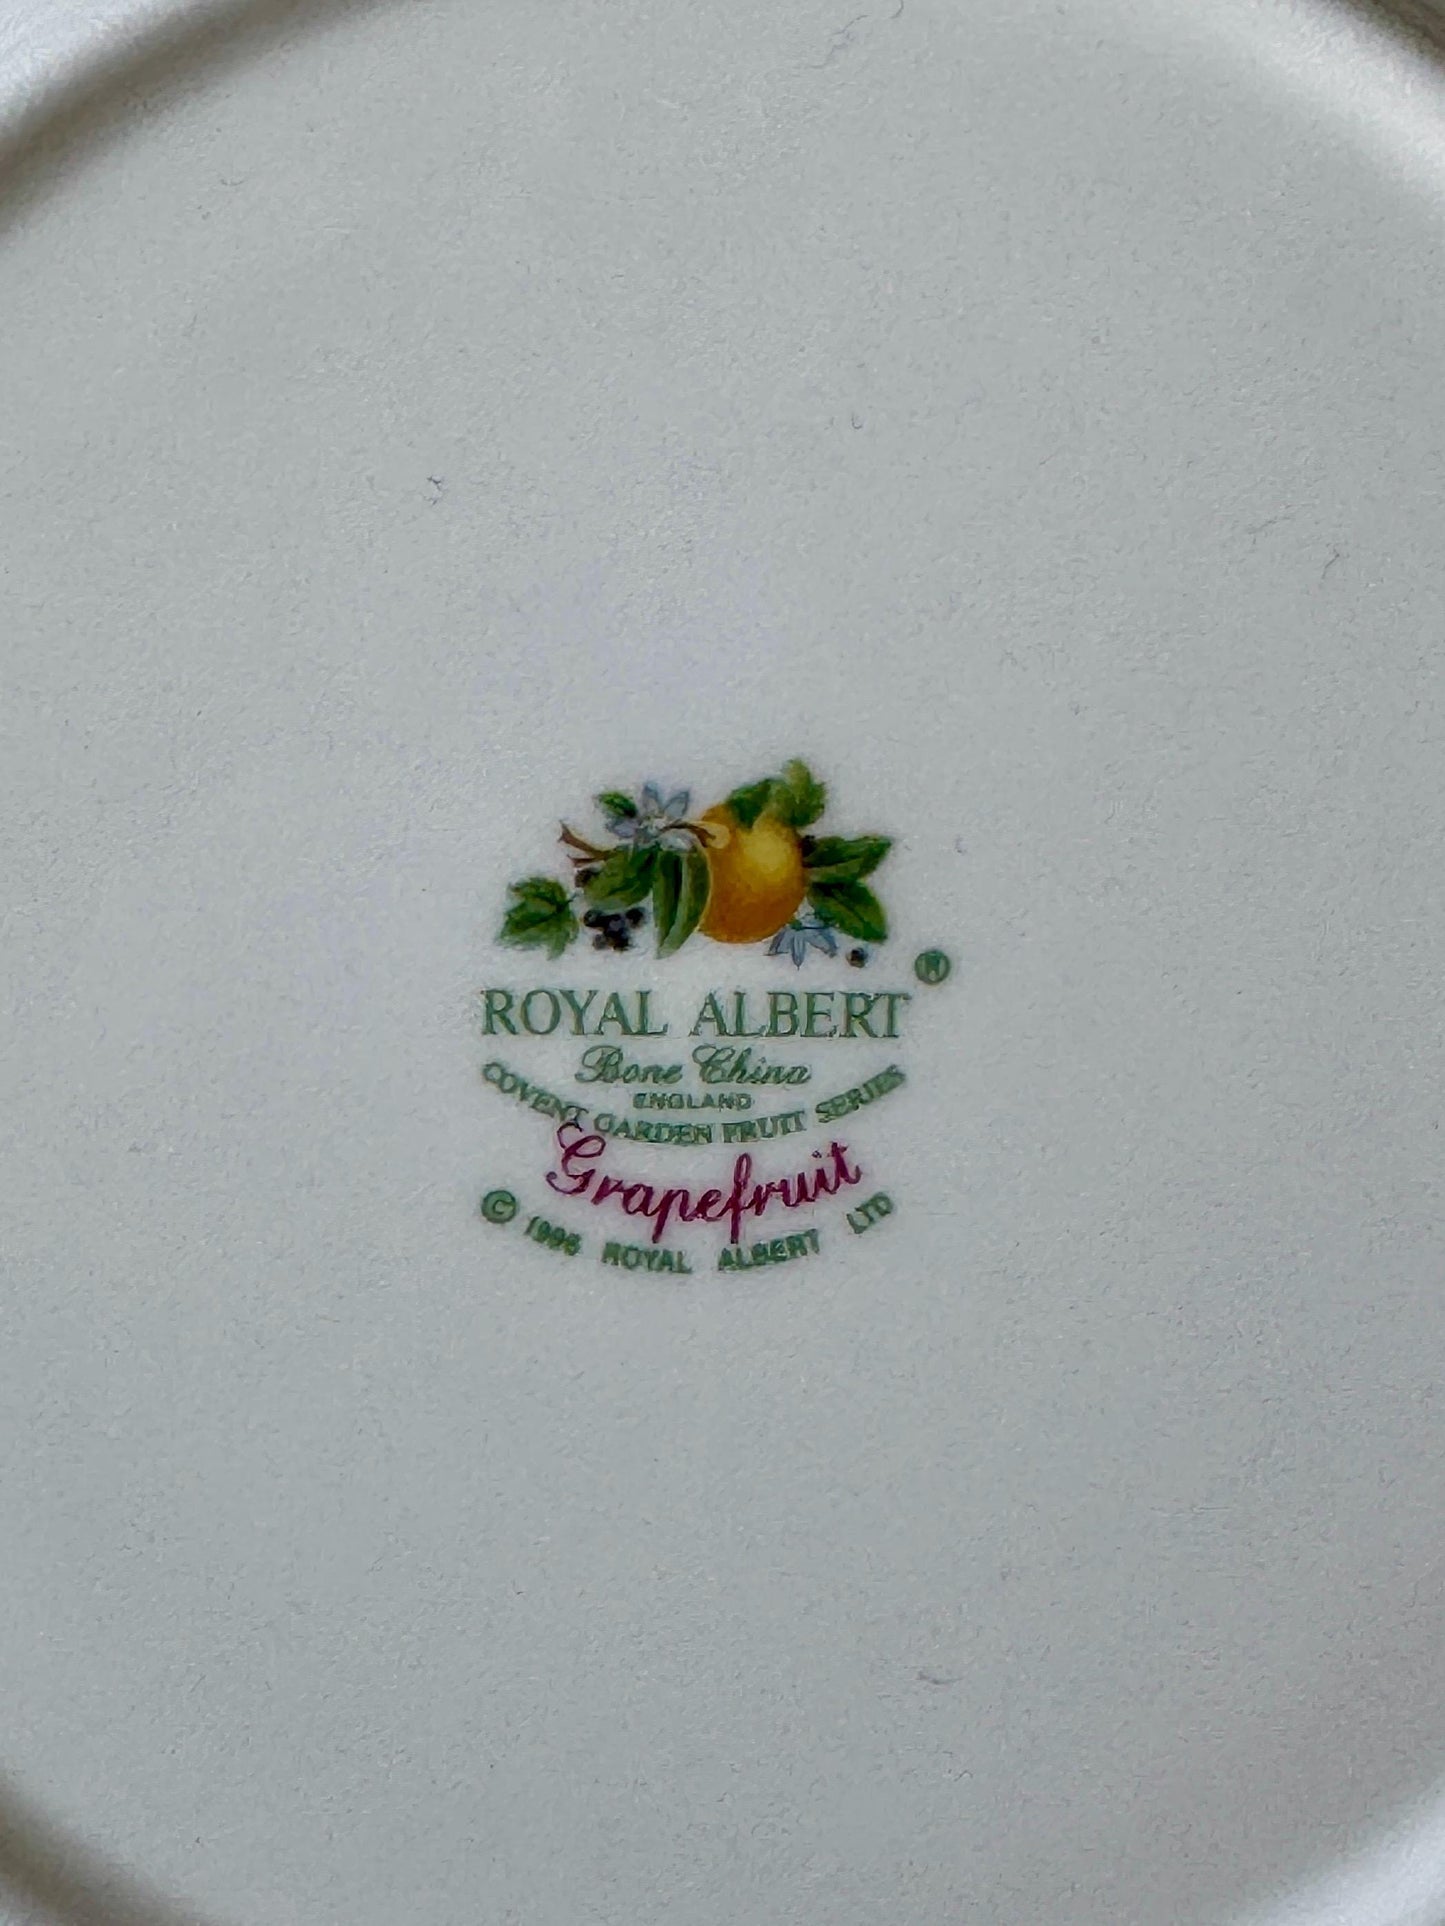 ®
ROYAL ALBERT
Bone China
ENGLAND
COVENT GARDEN FRUIT SERIES
Grapefruit
© ROYAL ALBERT LTD